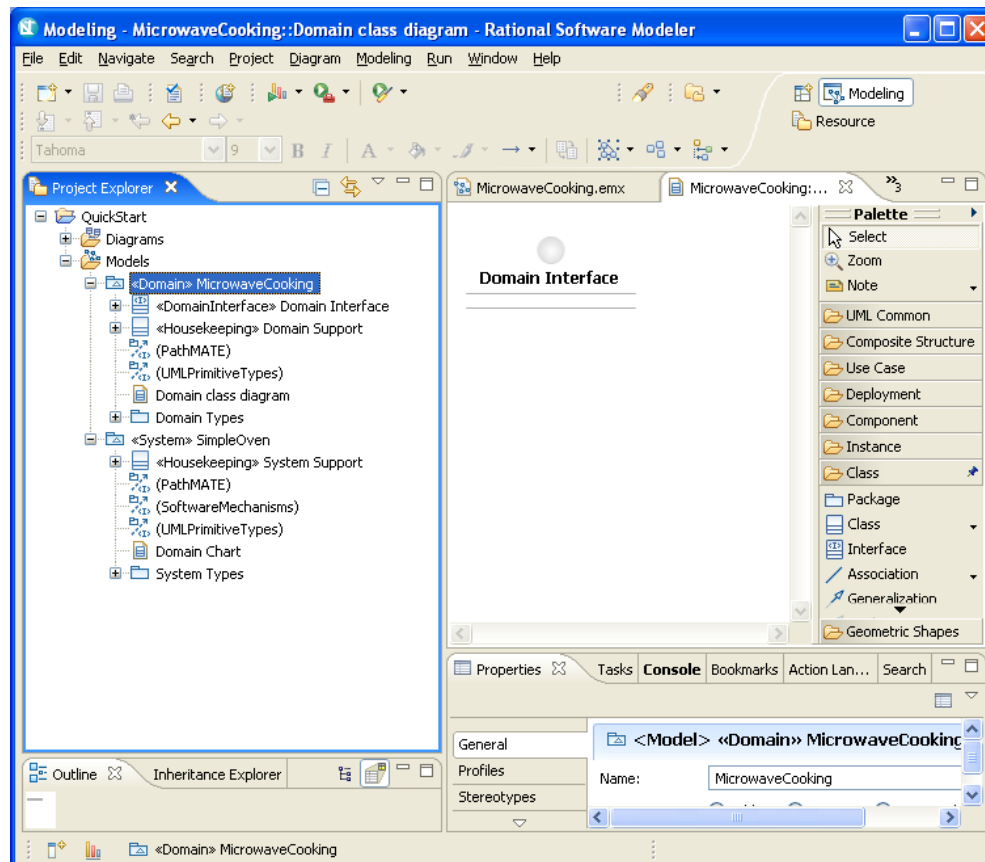 Modeling - MicrowaveCooking::Domain class diagram - Rational Software Modeler
File Edit Navigate Search Project Diagram Modeling Run Window Help
Modeling
Resource
Tahoma 9 B I A
Project Explorer
QuickStart
Diagrams
Models
«Domain» MicrowaveCooking
«DomainInterface» Domain Interface
«Housekeeping» Domain Support
(PathMATE)
(UMLPrimitiveTypes)
Domain class diagram
Domain Types
«System» SimpleOven
«Housekeeping» System Support
(PathMATE)
(SoftwareMechanisms)
(UMLPrimitiveTypes)
Domain Chart
System Types
MicrowaveCooking.emx MicrowaveCooking:... »3
Domain Interface
Palette
Select
Zoom
Note
UML Common
Composite Structure
Use Case
Deployment
Component
Instance
Class
Package
Class
Interface
Association
Generalization
Geometric Shapes
Properties Tasks Console Bookmarks Action Lan... Search
General
Profiles
Stereotypes
<Model> «Domain» MicrowaveCooking
Name: MicrowaveCooking
Outline Inheritance Explorer
«Domain» MicrowaveCooking